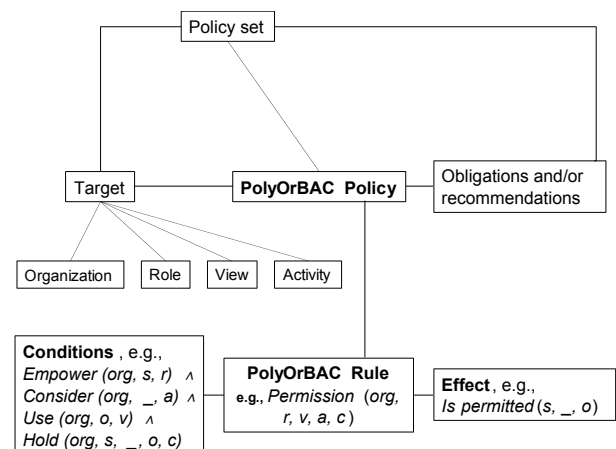 Policy set
Target
PolyOrBAC Policy
Obligations and/or
recommendations
Organization
Role
View
Activity
Conditions , e.g.,
Empower (org, s, r) ∧
Consider (org, _, a) ∧
Use (org, o, v) ∧
Hold (org, s, _, o, c)
PolyOrBAC Rule
e.g., Permission (org,
r, v, a, c )
Effect , e.g.,
Is permitted (s, _, o)